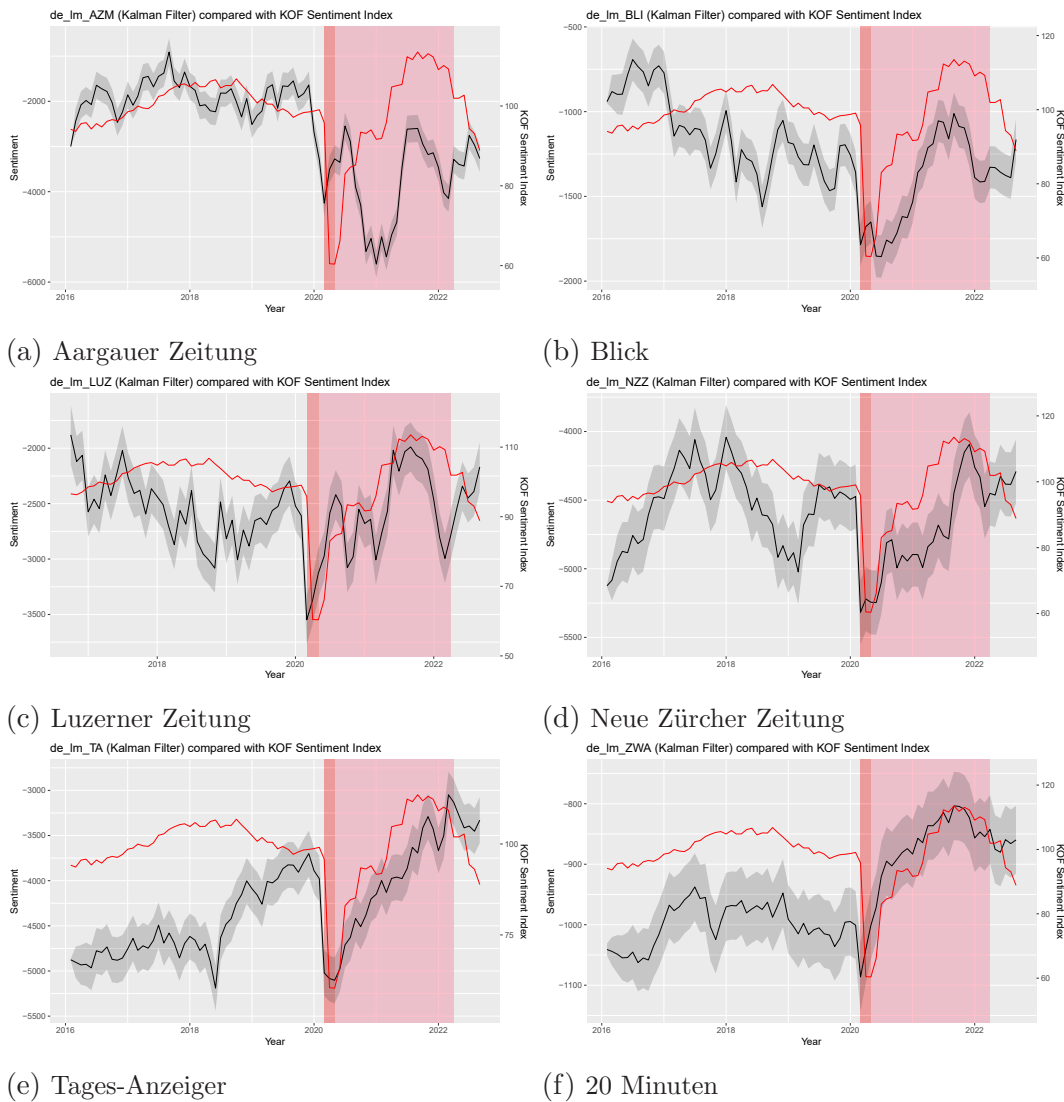 de_lm_AZM (Kalman Filter) compared with KOF Sentiment Index
−2000
−4000
−6000
Sentiment
100
80
60
KOF Sentiment Index
2016
2018
2020
2022
Year
(a) Aargauer Zeitung
de_lm_BLI (Kalman Filter) compared with KOF Sentiment Index
−500
−1000
−1500
−2000
Sentiment
120
100
80
60
KOF Sentiment Index
2016
2018
2020
2022
Year
(b) Blick
de_lm_LUZ (Kalman Filter) compared with KOF Sentiment Index
−2000
−2500
−3000
−3500
Sentiment
110
90
70
50
KOF Sentiment Index
2018
2020
2022
Year
(c) Luzerner Zeitung
de_lm_NZZ (Kalman Filter) compared with KOF Sentiment Index
−4000
−4500
−5000
−5500
Sentiment
120
100
80
60
KOF Sentiment Index
2016
2018
2020
2022
Year
(d) Neue Zürcher Zeitung
de_lm_TA (Kalman Filter) compared with KOF Sentiment Index
−3000
−3500
−4000
−4500
−5000
−5500
Sentiment
100
75
KOF Sentiment Index
2016
2018
2020
2022
Year
(e) Tages-Anzeiger
de_lm_ZWA (Kalman Filter) compared with KOF Sentiment Index
−800
−900
−1000
−1100
Sentiment
120
100
80
60
KOF Sentiment Index
2016
2018
2020
2022
Year
(f) 20 Minuten